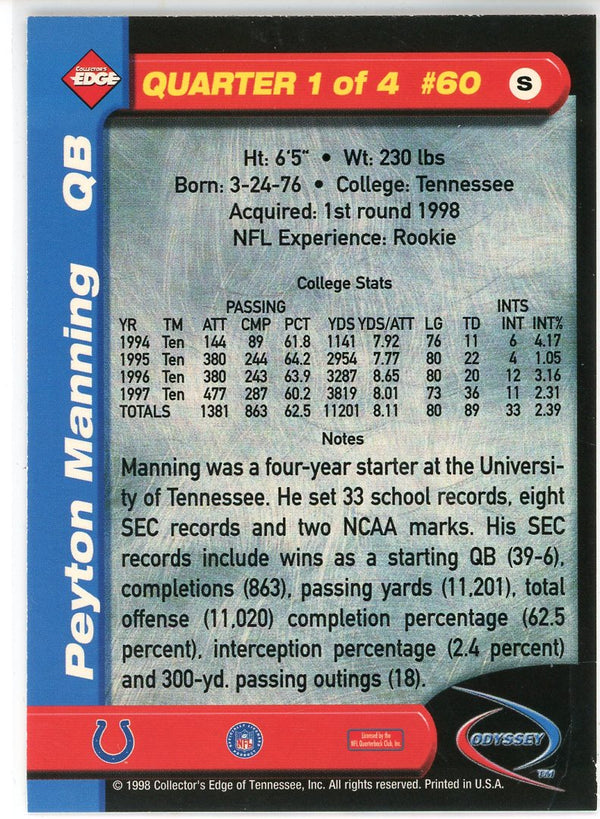 COLLECTOR'S
EDGE
QUARTER 1 of 4 #60
S
Peyton Manning QB
Ht: 6'5" • Wt: 230 lbs
Born: 3-24-76 • College: Tennessee
Acquired: 1st round 1998
NFL Experience: Rookie
College Stats
PASSING INTS
YR TM ATT CMP PCT YDS YDS/ATT LG TD INT INT%
1994 Ten 144 89 61.8 1141 7.92 76 11 6 4.17
1995 Ten 380 244 64.2 2954 7.77 80 22 4 1.05
1996 Ten 380 243 63.9 3287 8.65 80 20 12 3.16
1997 Ten 477 287 60.2 3819 8.01 73 36 11 2.31
TOTALS 1381 863 62.5 11201 8.11 80 89 33 2.39
Notes
Manning was a four-year starter at the Universi-
ty of Tennessee. He set 33 school records, eight
SEC records and two NCAA marks. His SEC
records include wins as a starting QB (39-6),
completions (863), passing yards (11,201), total
offense (11,020) completion percentage (62.5
percent), interception percentage (2.4 percent)
and 300-yd. passing outings (18).
NFL
Licensed by the
NFL Quarterback Club, Inc.
ODYSSEY
TM
© 1998 Collector's Edge of Tennessee, Inc. All rights reserved. Printed in U.S.A.